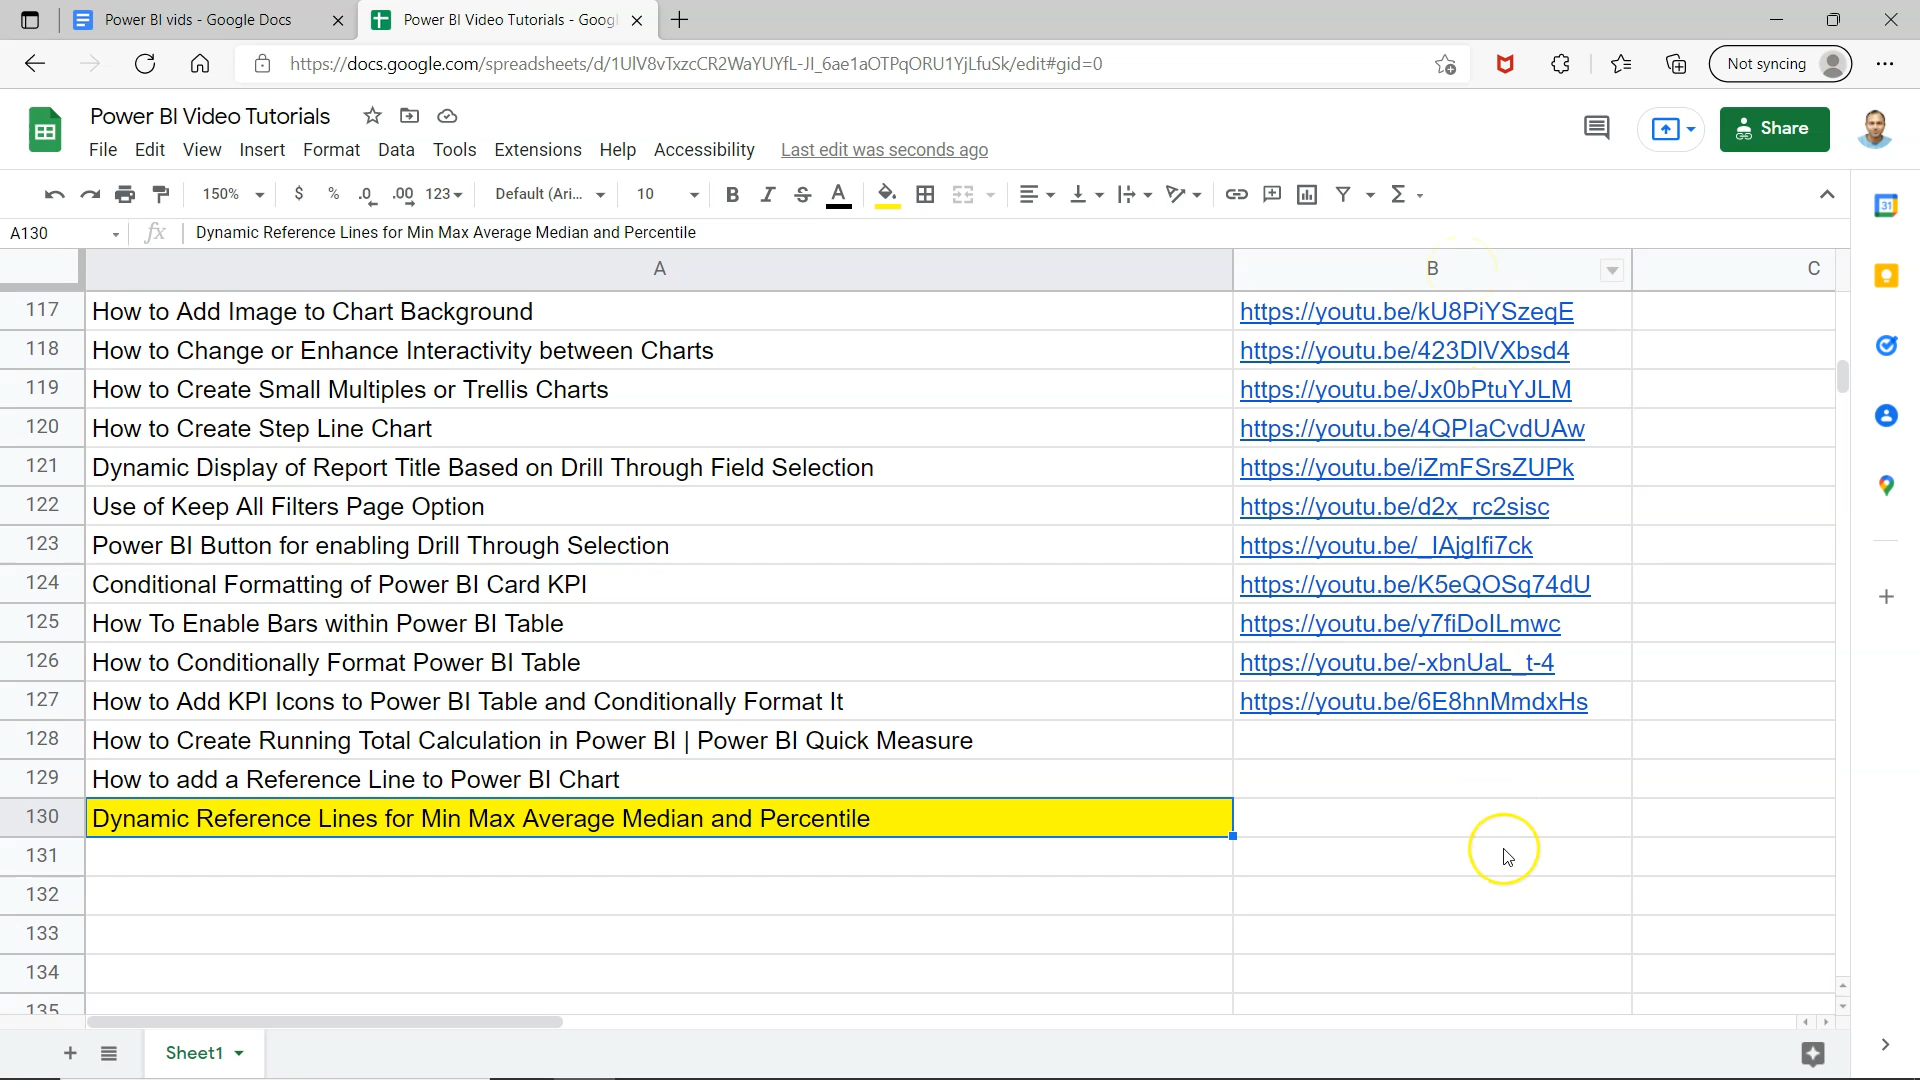 Power BI vids - Google Docs
Power BI Video Tutorials - Googl
https://docs.google.com/spreadsheets/d/1UlV8vTxzcCR2WaYUYfL-JI_6ae1aOTPqORU1YjLfuSk/edit#gid=0
Not syncing
Power BI Video Tutorials
File Edit View Insert Format Data Tools Extensions Help Accessibility Last edit was seconds ago
Share
150% $ % .0 .00 123 Default (Ari... 10 B I S A
31
A130 fx Dynamic Reference Lines for Min Max Average Median and Percentile
A B C
117 How to Add Image to Chart Background https://youtu.be/kU8PiYSzeqE
118 How to Change or Enhance Interactivity between Charts https://youtu.be/423DlVXbsd4
119 How to Create Small Multiples or Trellis Charts https://youtu.be/Jx0bPtuYJLM
120 How to Create Step Line Chart https://youtu.be/4QPlaCvdUAw
121 Dynamic Display of Report Title Based on Drill Through Field Selection https://youtu.be/iZmFSrsZUPk
122 Use of Keep All Filters Page Option https://youtu.be/d2x_rc2sisc
123 Power BI Button for enabling Drill Through Selection https://youtu.be/_IAjglfi7ck
124 Conditional Formatting of Power BI Card KPI https://youtu.be/K5eQOSq74dU
125 How To Enable Bars within Power BI Table https://youtu.be/y7fiDolLmwc
126 How to Conditionally Format Power BI Table https://youtu.be/-xbnUaL_t-4
127 How to Add KPI Icons to Power BI Table and Conditionally Format It https://youtu.be/6E8hnMmdxHs
128 How to Create Running Total Calculation in Power BI | Power BI Quick Measure
129 How to add a Reference Line to Power BI Chart
130 Dynamic Reference Lines for Min Max Average Median and Percentile
131
132
133
134
135
Sheet1